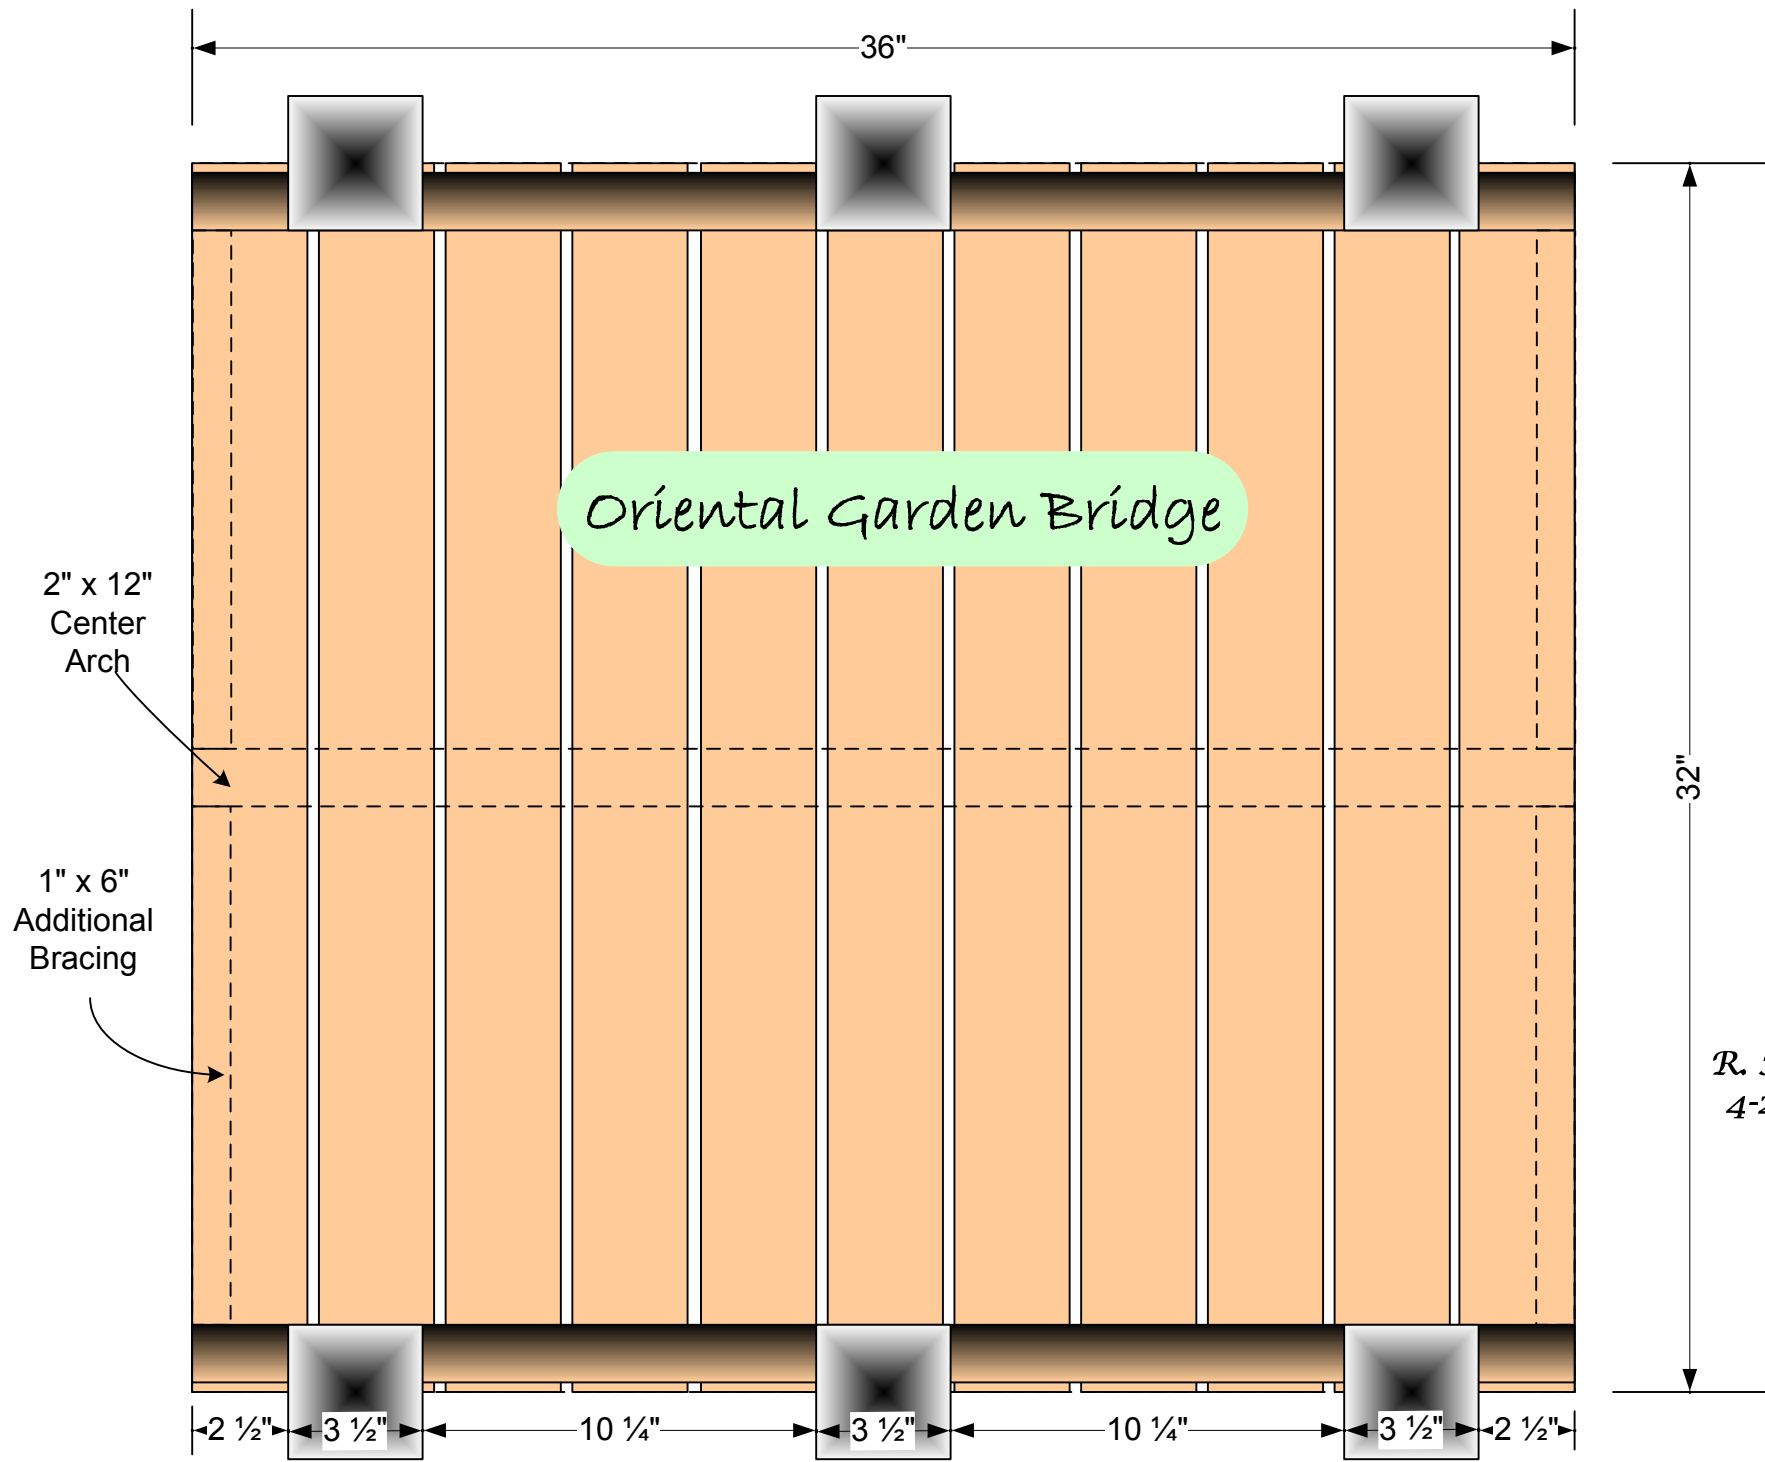 36"
Oriental Garden Bridge
2" x 12"
Center
Arch
32"
1" x 6"
Additional
Bracing
R.
2 ½" 3 ½" 10 ¼" 3 ½" 10 ¼" 3 ½" 2 ½"